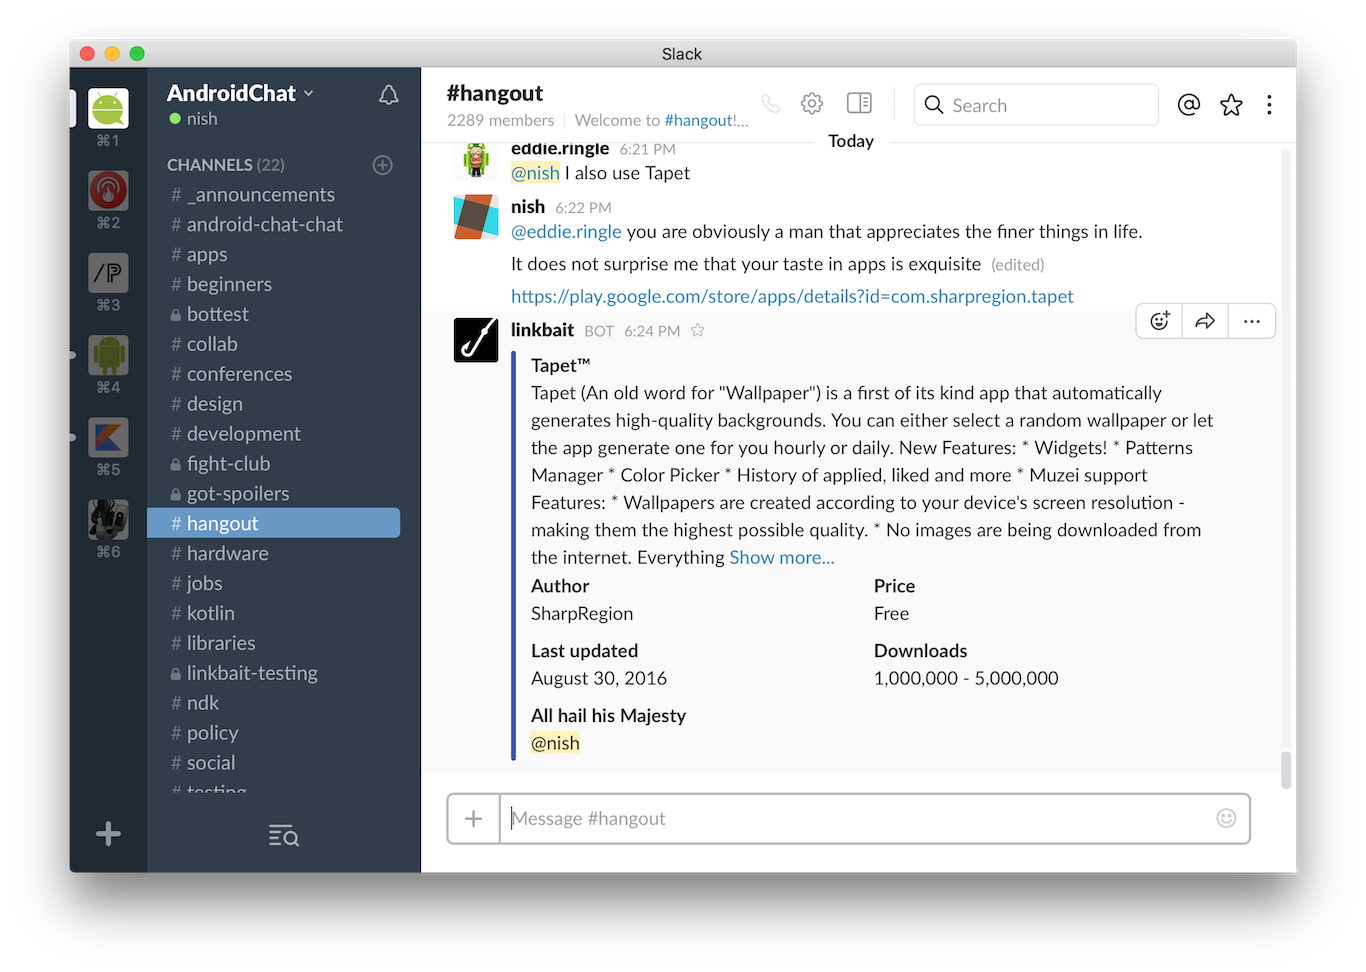 Slack
⌘1
⌘2
/P
⌘3
⌘4
⌘5
⌘6
AndroidChat
nish
CHANNELS (22)
# _announcements
# android-chat-chat
# apps
# beginners
bottest
# collab
# conferences
# design
# development
fight-club
got-spoilers
# hangout
# hardware
# jobs
# kotlin
# libraries
linkbait-testing
# ndk
# policy
# social
# testing
#hangout
2289 members | Welcome to #hangout!...
Search
Today
eddie.ringle 6:21 PM
@nish I also use Tapet
nish 6:22 PM
@eddie.ringle you are obviously a man that appreciates the finer things in life.
It does not surprise me that your taste in apps is exquisite (edited)
https://play.google.com/store/apps/details?id=com.sharpregion.tapet
linkbait BOT 6:24 PM
Tapet™
Tapet (An old word for "Wallpaper") is a first of its kind app that automatically
generates high-quality backgrounds. You can either select a random wallpaper or let
the app generate one for you hourly or daily. New Features: * Widgets! * Patterns
Manager * Color Picker * History of applied, liked and more * Muzei support
Features: * Wallpapers are created according to your device's screen resolution -
making them the highest possible quality. * No images are being downloaded from
the internet. Everything Show more...
Author
SharpRegion
Price
Free
Last updated
August 30, 2016
Downloads
1,000,000 - 5,000,000
All hail his Majesty
@nish
Message #hangout